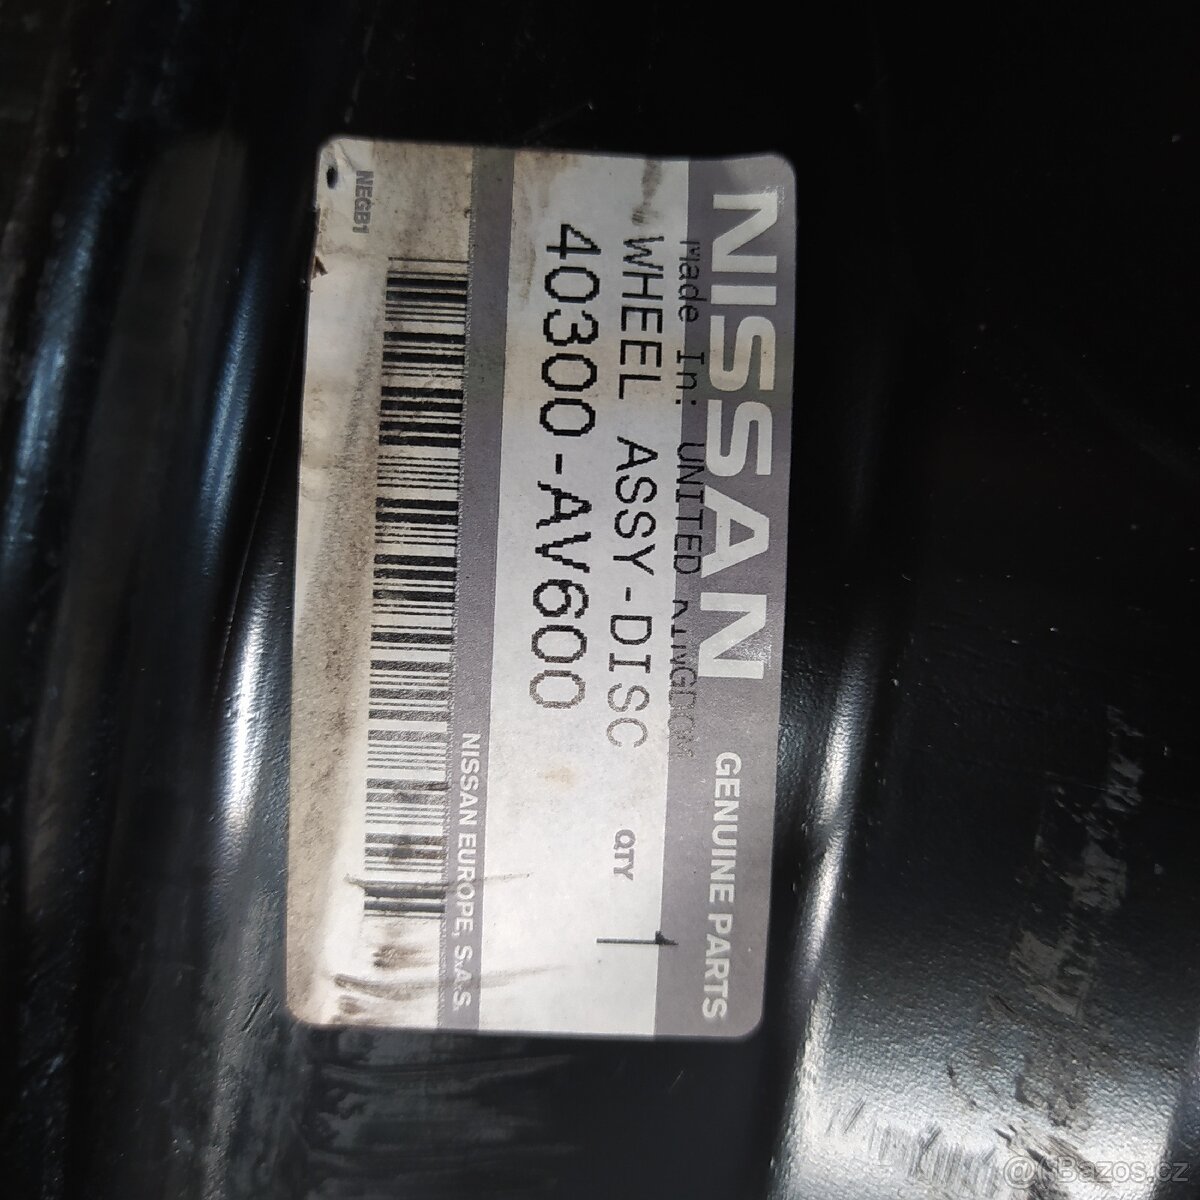 NISSAN GENUINE PARTS
Made In: UNITED KINGDOM
WHEEL ASSY-DISC QTY
40300-AV600 1
NISSAN EUROPE, S.A.S
NEGB1
@ Bazos.cz